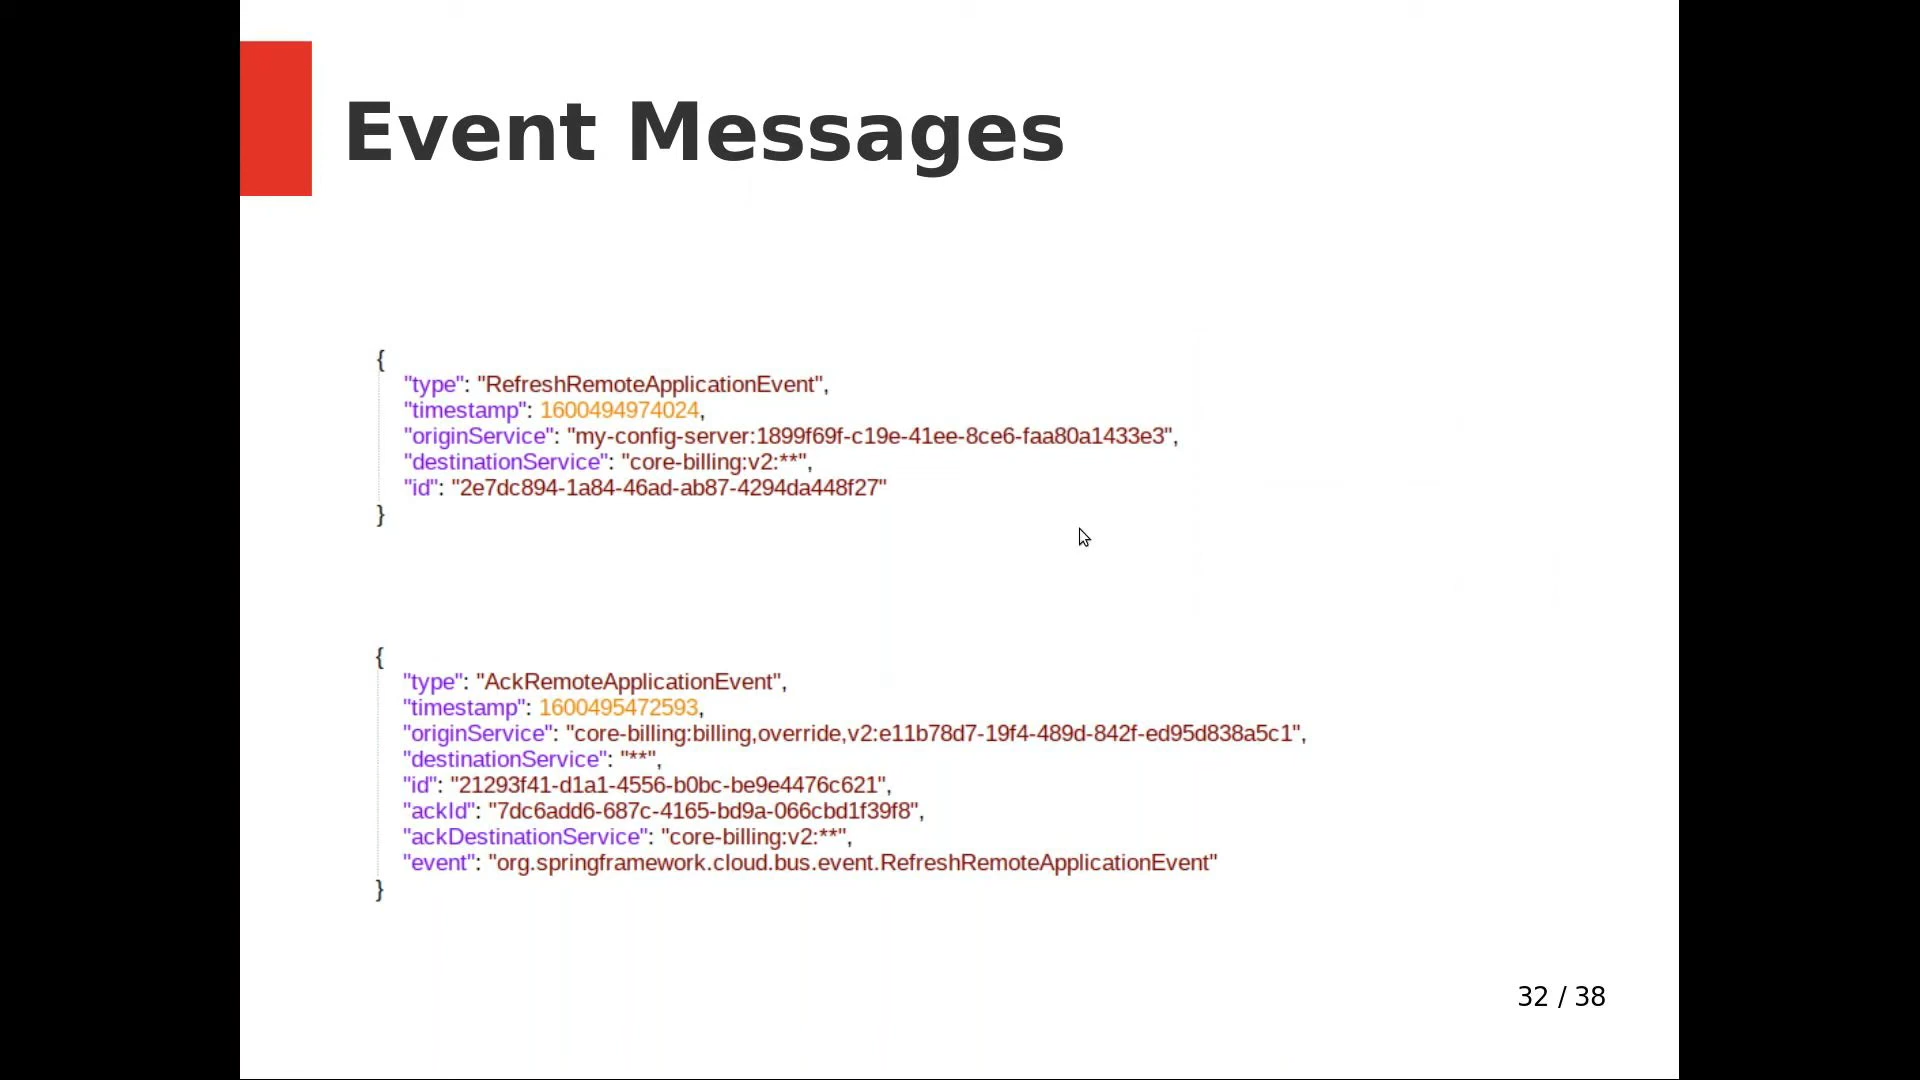 Event Messages
{
"type": "RefreshRemoteApplicationEvent",
"timestamp": 1600494974024,
"originService": "my-config-server:1899f69f-c19e-41ee-8ce6-faa80a1433e3",
"destinationService": "core-billing:v2:**",
"id": "2e7dc894-1a84-46ad-ab87-4294da448f27"
}
{
"type": "AckRemoteApplicationEvent",
"timestamp": 1600495472593,
"originService": "core-billing:billing,override,v2:e11b78d7-19f4-489d-842f-ed95d838a5c1",
"destinationService": "**",
"id": "21293f41-d1a1-4556-b0bc-be9e4476c621",
"ackId": "7dc6add6-687c-4165-bd9a-066cbd1f39f8",
"ackDestinationService": "core-billing:v2:**",
"event": "org.springframework.cloud.bus.event.RefreshRemoteApplicationEvent"
}
32 / 38